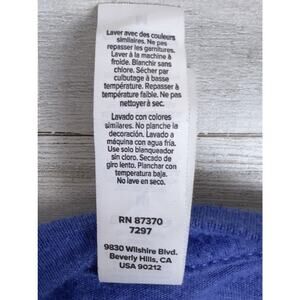 Laver avec des couleurs
similaires. Ne pas
repasser les garnitures.
Laver à la machine à
froide. Blanchir sans
chlore. Sécher par
culbutage à basse
température. Repasser à
température faible. Ne pas
nettoyer à sec.
Lavado con colores
similares. No planche la
decoración. Lavado a
máquina con agua fría.
Use solo blanqueador
sin cloro. Secado de
giro lento. Planchar con
temperatura baja.
No lave en seco.
RN 87370
7297
9830 Wilshire Blvd.
Beverly Hills, CA
USA 90212